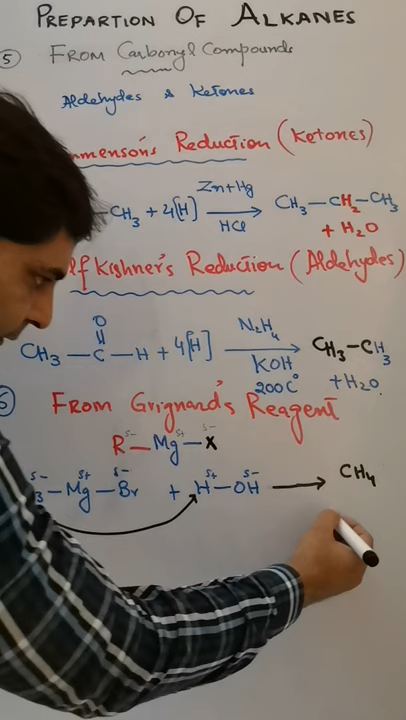 PREPARTION OF ALKANES
5 FROM Carbonyl Compounds
Aldehydes & Ketones
mmenson's Reduction (Ketones)
-CH3 + 4[H] Zn+Hg HCl → CH3-CH2-CH3
+ H2O
lf Kishner's Reduction (Aldehydes)
O
CH3-C-H + 4[H] N2H4 KOH 200C° → CH3-CH3
+H2O.
6 FROM Grignard's Reagent
R-Mg-X
3-Mg-Br + H-OH → CH4